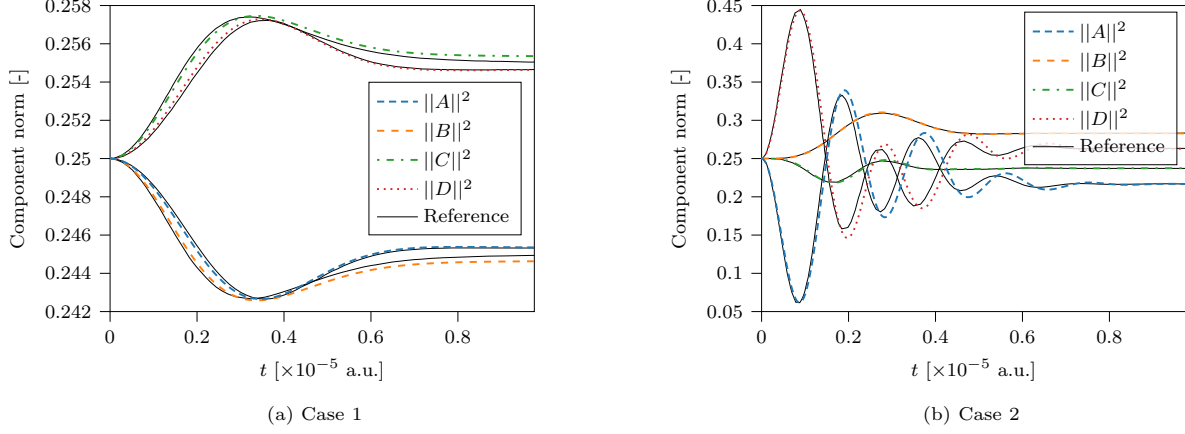 0.258
0.256
0.254
0.252
0.25
0.248
0.246
0.244
0.242
Component norm [-]
||A||²
||B||²
||C||²
||D||²
Reference
0
0.2
0.4
0.6
0.8
t [×10⁻⁵ a.u.]
(a) Case 1
0.45
0.4
0.35
0.3
0.25
0.2
0.15
0.1
0.05
Component norm [-]
||A||²
||B||²
||C||²
||D||²
Reference
0
0.2
0.4
0.6
0.8
t [×10⁻⁵ a.u.]
(b) Case 2